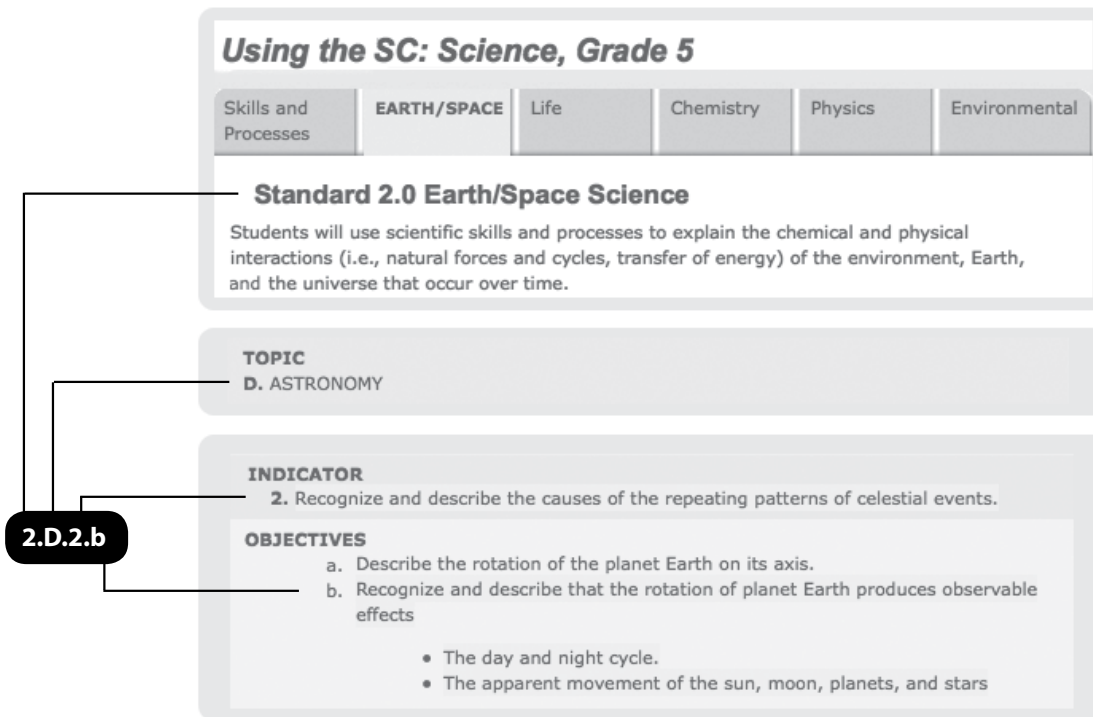 Using the SC: Science, Grade 5
Skills and
Processes
EARTH/SPACE
Life
Chemistry
Physics
Environmental
Standard 2.0 Earth/Space Science
Students will use scientific skills and processes to explain the chemical and physical
interactions (i.e., natural forces and cycles, transfer of energy) of the environment, Earth,
and the universe that occur over time.
TOPIC
D. ASTRONOMY
INDICATOR
2. Recognize and describe the causes of the repeating patterns of celestial events.
2.D.2.b
OBJECTIVES
a. Describe the rotation of the planet Earth on its axis.
b. Recognize and describe that the rotation of planet Earth produces observable
effects
• The day and night cycle.
• The apparent movement of the sun, moon, planets, and stars